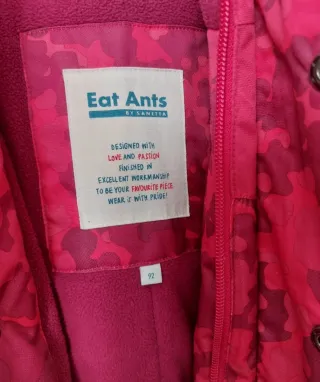 Eat Ants
BY SANETTA
DESIGNED WITH
LOVE AND PASSION
FINISHED IN
EXCELLENT WORKMANSHIP
TO BE YOUR FAVOURITE PIECE
WEAR IT WITH PRIDE!
92